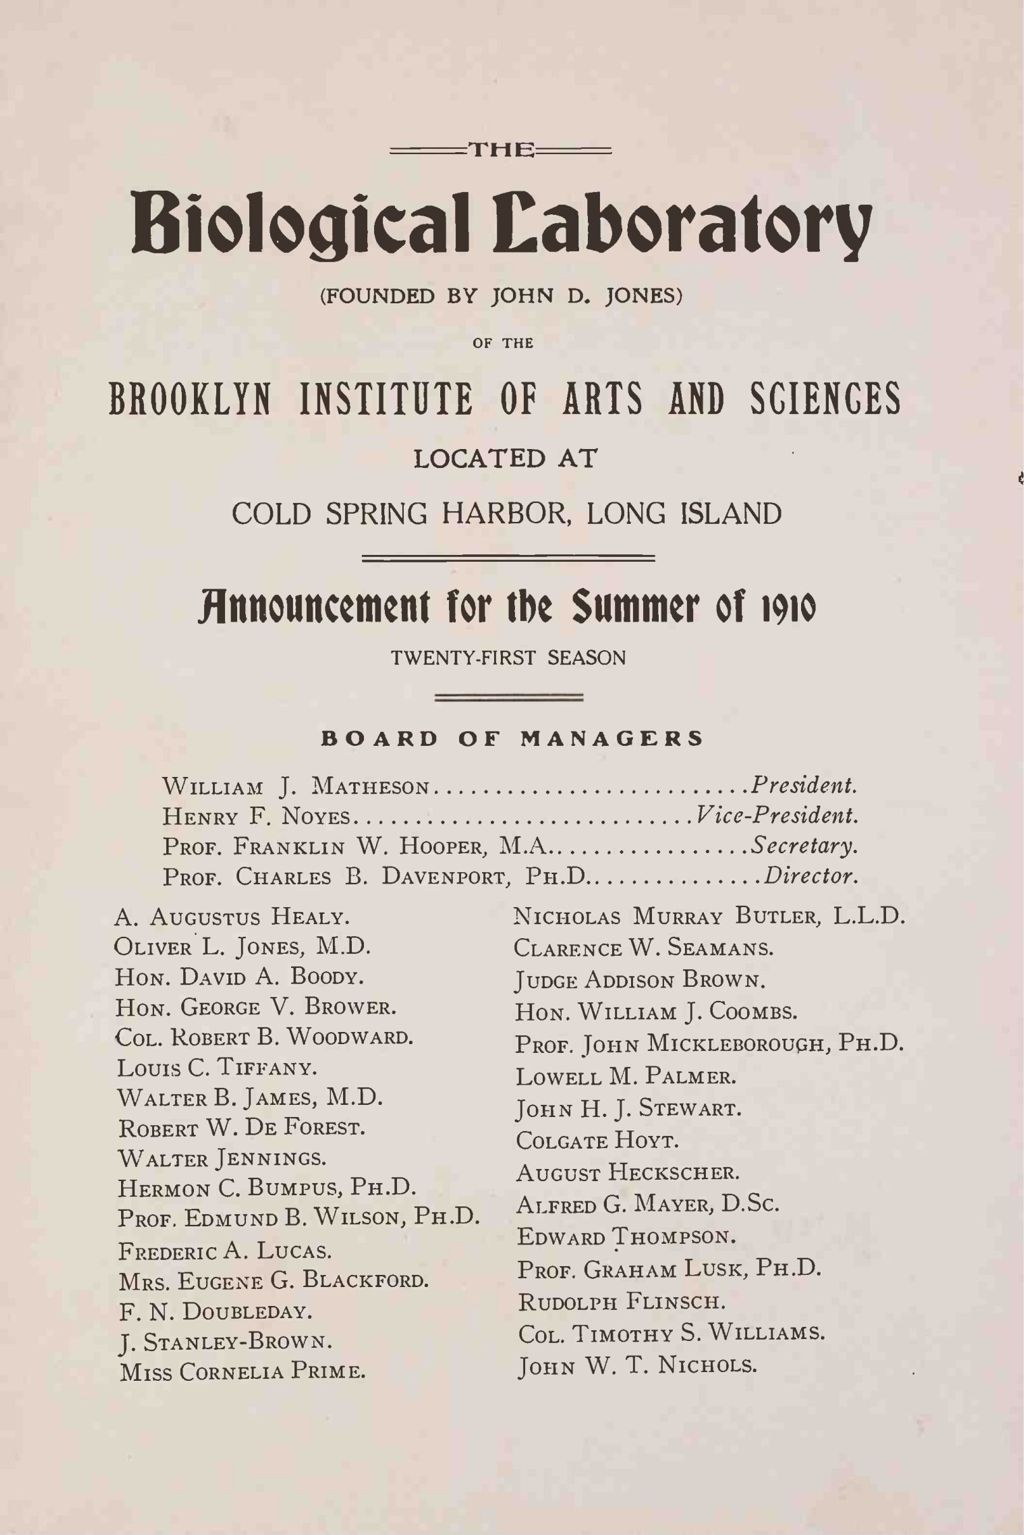 THE
Biological Laboratory
(FOUNDED BY JOHN D. JONES)
OF THE
BROOKLYN INSTITUTE OF ARTS AND SCIENCES
LOCATED AT
COLD SPRING HARBOR, LONG ISLAND
Announcement for the Summer of 1910
TWENTY-FIRST SEASON
BOARD OF MANAGERS
WILLIAM J. MATHESON..........................President.
HENRY F. NOYES............................Vice-President.
PROF. FRANKLIN W. HOOPER, M.A.................Secretary.
PROF. CHARLES B. DAVENPORT, PH.D...............Director.
A. AUGUSTUS HEALY.
OLIVER L. JONES, M.D.
HON. DAVID A. BOODY.
HON. GEORGE V. BROWER.
COL. ROBERT B. WOODWARD.
LOUIS C. TIFFANY.
WALTER B. JAMES, M.D.
ROBERT W. DE FOREST.
WALTER JENNINGS.
HERMON C. BUMPUS, PH.D.
PROF. EDMUND B. WILSON, PH.D.
FREDERIC A. LUCAS.
MRS. EUGENE G. BLACKFORD.
F. N. DOUBLEDAY.
J. STANLEY-BROWN.
MISS CORNELIA PRIME.
NICHOLAS MURRAY BUTLER, L.L.D.
CLARENCE W. SEAMANS.
JUDGE ADDISON BROWN.
HON. WILLIAM J. COOMBS.
PROF. JOHN MICKLEBOROUGH, PH.D.
LOWELL M. PALMER.
JOHN H. J. STEWART.
COLGATE HOYT.
AUGUST HECKSCHER.
ALFRED G. MAYER, D.SC.
EDWARD THOMPSON.
PROF. GRAHAM LUSK, PH.D.
RUDOLPH FLINSCH.
COL. TIMOTHY S. WILLIAMS.
JOHN W. T. NICHOLS.